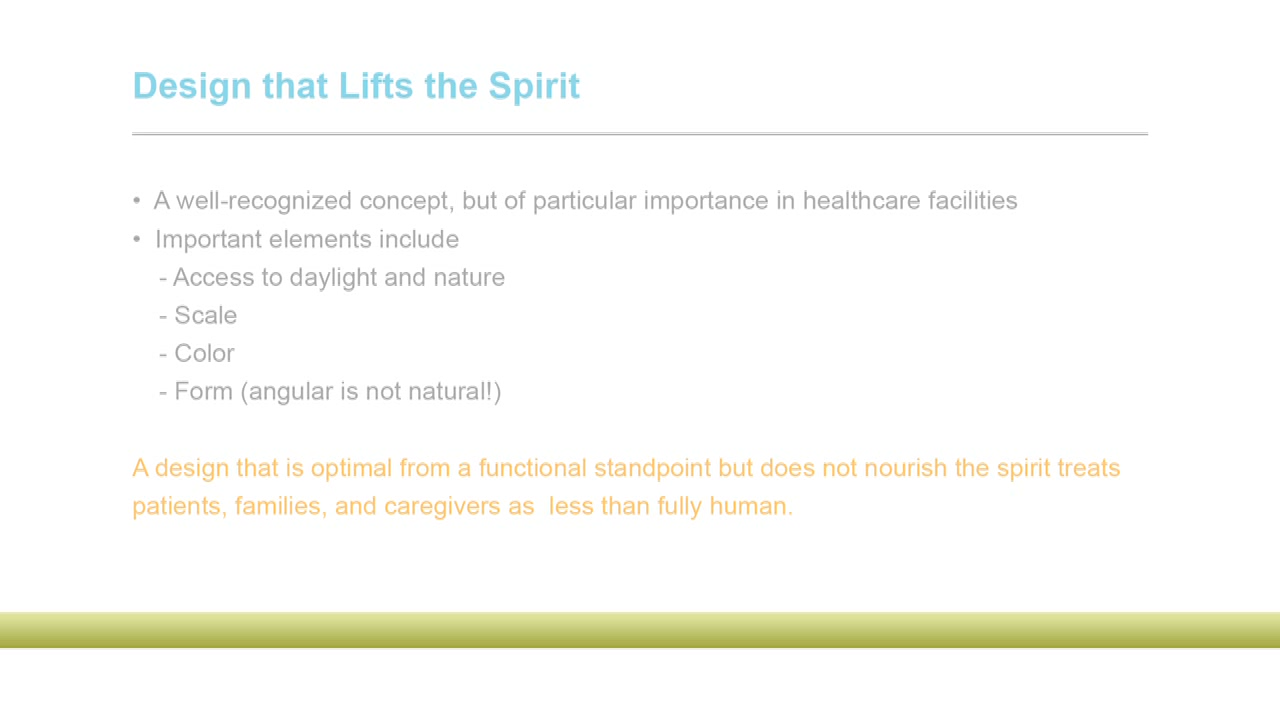 Design that Lifts the Spirit
• A well-recognized concept, but of particular importance in healthcare facilities
• Important elements include
- Access to daylight and nature
- Scale
- Color
- Form (angular is not natural!)
A design that is optimal from a functional standpoint but does not nourish the spirit treats
patients, families, and caregivers as  less than fully human.